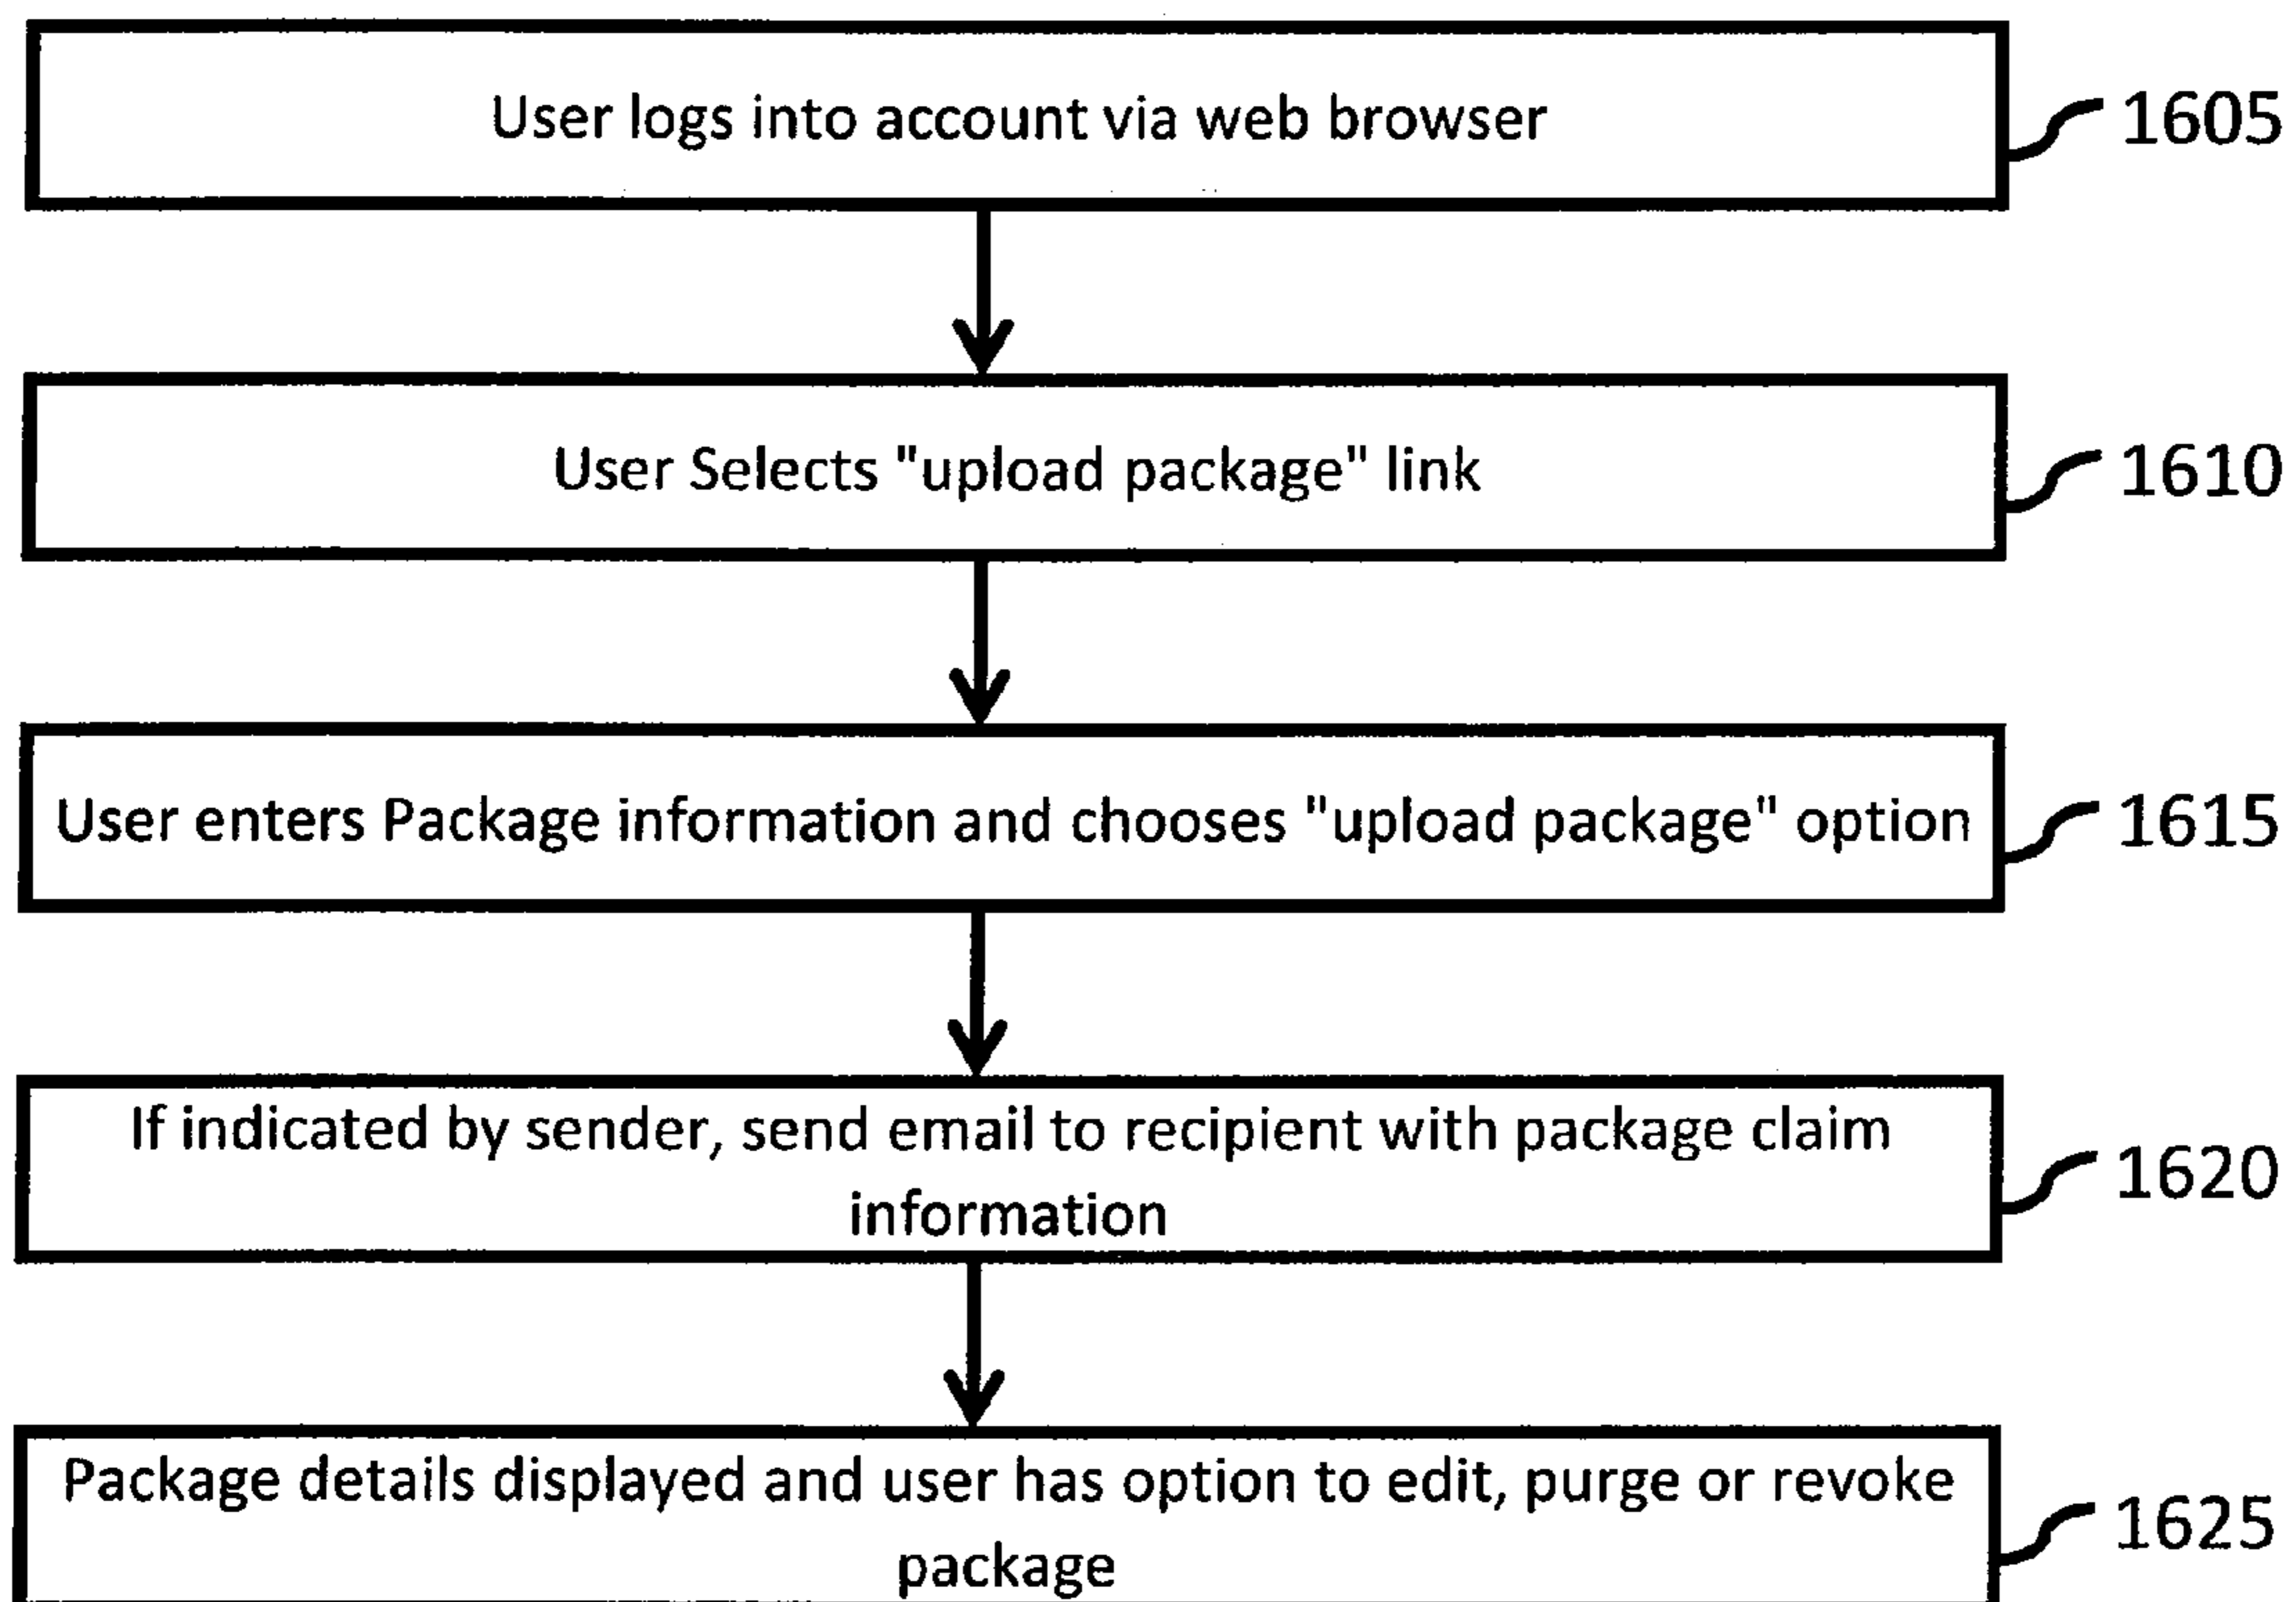 User logs into account via web browser
1605
User Selects "upload package" link
1610
User enters Package information and chooses "upload package" option
1615
If indicated by sender, send email to recipient with package claim
information
1620
Package details displayed and user has option to edit, purge or revoke
package
1625